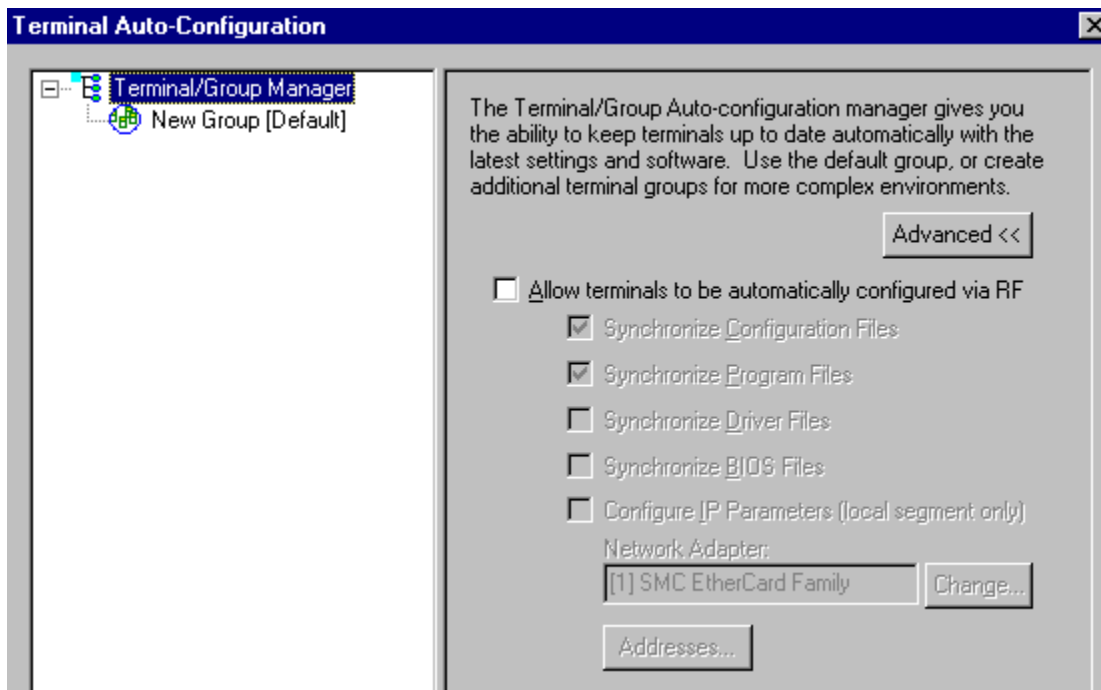 Terminal Auto-Configuration
Terminal/Group Manager
New Group [Default]
The Terminal/Group Auto-configuration manager gives you
the ability to keep terminals up to date automatically with the
latest settings and software.  Use the default group, or create
additional terminal groups for more complex environments.
Advanced <<
Allow terminals to be automatically configured via RF
Synchronize Configuration Files
Synchronize Program Files
Synchronize Driver Files
Synchronize BIOS Files
Configure IP Parameters (local segment only)
Network Adapter:
[1] SMC EtherCard Family
Change...
Addresses...